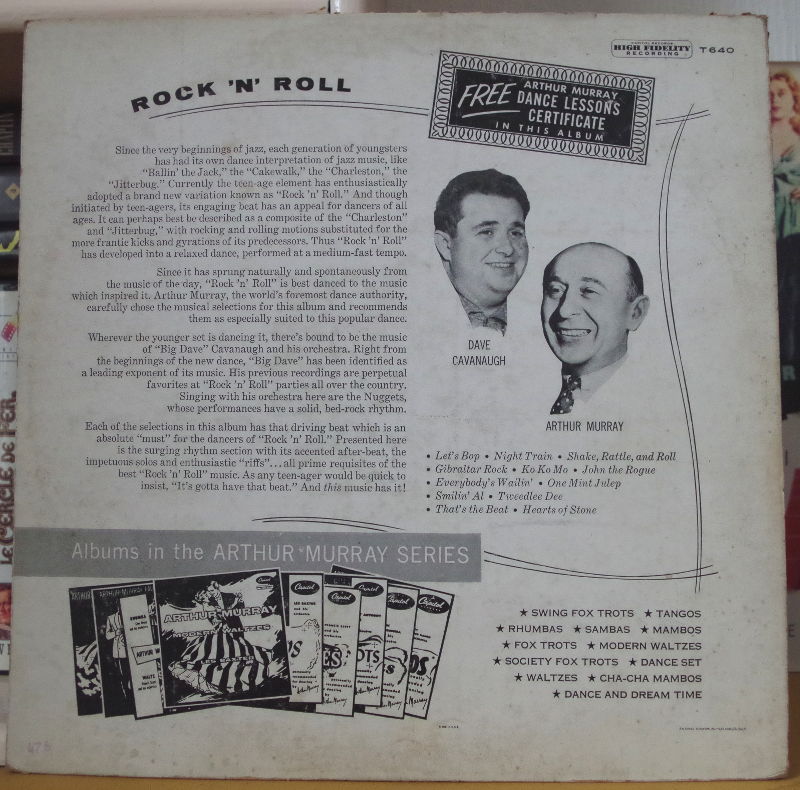 CAPITOL RECORDS
HIGH FIDELITY
RECORDING
T640
ROCK 'N' ROLL
FREE ARTHUR MURRAY
DANCE LESSONS
CERTIFICATE
IN THIS ALBUM
Since the very beginnings of jazz, each generation of youngsters
has had its own dance interpretation of jazz music, like
"Ballin' the Jack," the "Cakewalk," the "Charleston," the
"Jitterbug." Currently the teen-age element has enthusiastically
adopted a brand new variation known as "Rock 'n' Roll." And though
initiated by teen-agers, its engaging beat has an appeal for dancers of all
ages. It can perhaps best be described as a composite of the "Charleston"
and "Jitterbug," with rocking and rolling motions substituted for the
more frantic kicks and gyrations of its predecessors. Thus "Rock 'n' Roll"
has developed into a relaxed dance, performed at a medium-fast tempo.
Since it has sprung naturally and spontaneously from
the music of the day, "Rock 'n' Roll" is best danced to the music
which inspired it. Arthur Murray, the world's foremost dance authority,
carefully chose the musical selections for this album and recommends
them as especially suited to this popular dance.
Wherever the younger set is dancing it, there's bound to be the music
of "Big Dave" Cavanaugh and his orchestra. Right from
the beginnings of the new dance, "Big Dave" has been identified as
a leading exponent of its music. His previous recordings are perpetual
favorites at "Rock 'n' Roll" parties all over the country.
Singing with his orchestra here are the Nuggets,
whose performances have a solid, bed-rock rhythm.
Each of the selections in this album has that driving beat which is an
absolute "must" for the dancers of "Rock 'n' Roll." Presented here
is the surging rhythm section with its accented after-beat, the
impetuous solos and enthusiastic "riffs"... all prime requisites of the
best "Rock 'n' Roll" music. As any teen-ager would be quick to
insist, "It's gotta have that beat." And this music has it!
DAVE
CAVANAUGH
ARTHUR MURRAY
• Let's Bop • Night Train • Shake, Rattle, and Roll
• Gibraltar Rock • Ko Ko Mo • John the Rogue
• Everybody's Wailin' • One Mint Julep
• Smilin' Al • Tweedlee Dee
• That's the Beat • Hearts of Stone
Albums in the ARTHUR MURRAY SERIES
ARTHUR MURRAY
MODERN WALTZES
LES BAXTER
Capitol
Capitol
Capitol
Capitol
★ SWING FOX TROTS ★ TANGOS
★ RHUMBAS ★ SAMBAS ★ MAMBOS
★ FOX TROTS ★ MODERN WALTZES
★ SOCIETY FOX TROTS ★ DANCE SET
★ WALTZES ★ CHA-CHA MAMBOS
★ DANCE AND DREAM TIME
LE CERCLE DE FER